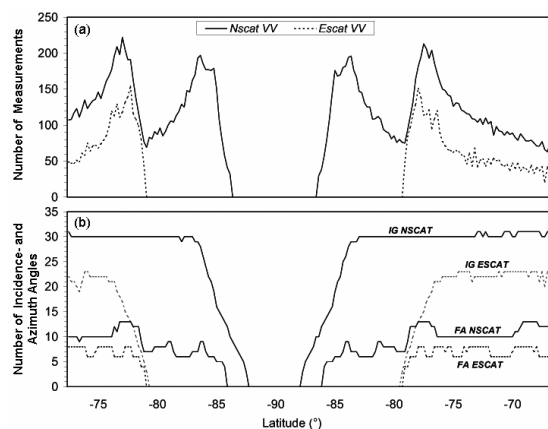 (a)
Nscat VV
Escat VV
Number of Measurements
250
200
150
100
50
0
(b)
Number of Incidence- and
Azimuth Angles
35
30
25
20
15
10
5
0
IG NSCAT
IG ESCAT
FA NSCAT
FA ESCAT
-75
-80
-85
-85
-80
-75
-70
Latitude (°)